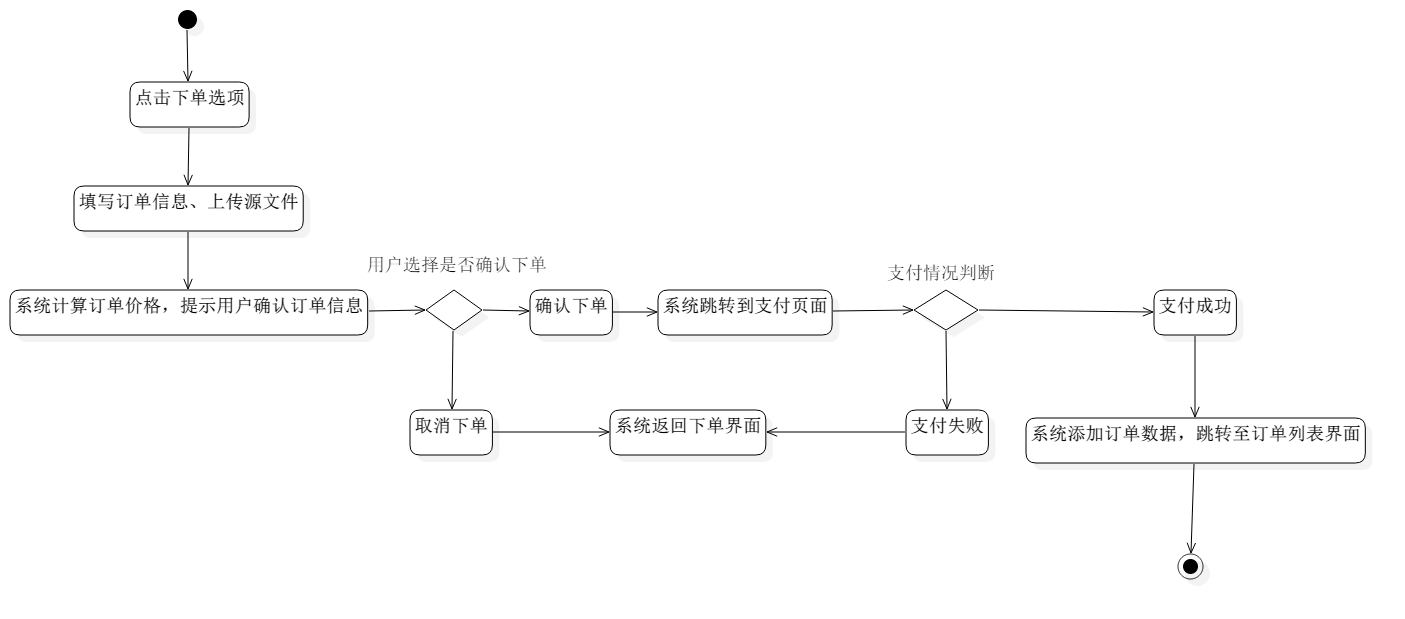 点击下单选项
填写订单信息、上传源文件
用户选择是否确认下单
支付情况判断
系统计算订单价格，提示用户确认订单信息
确认下单
系统跳转到支付页面
支付成功
取消下单
系统返回下单界面
支付失败
系统添加订单数据，跳转至订单列表界面